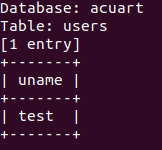 Database: acuart
Table: users
[1 entry]
+-------+
| uname |
+-------+
| test  |
+-------+